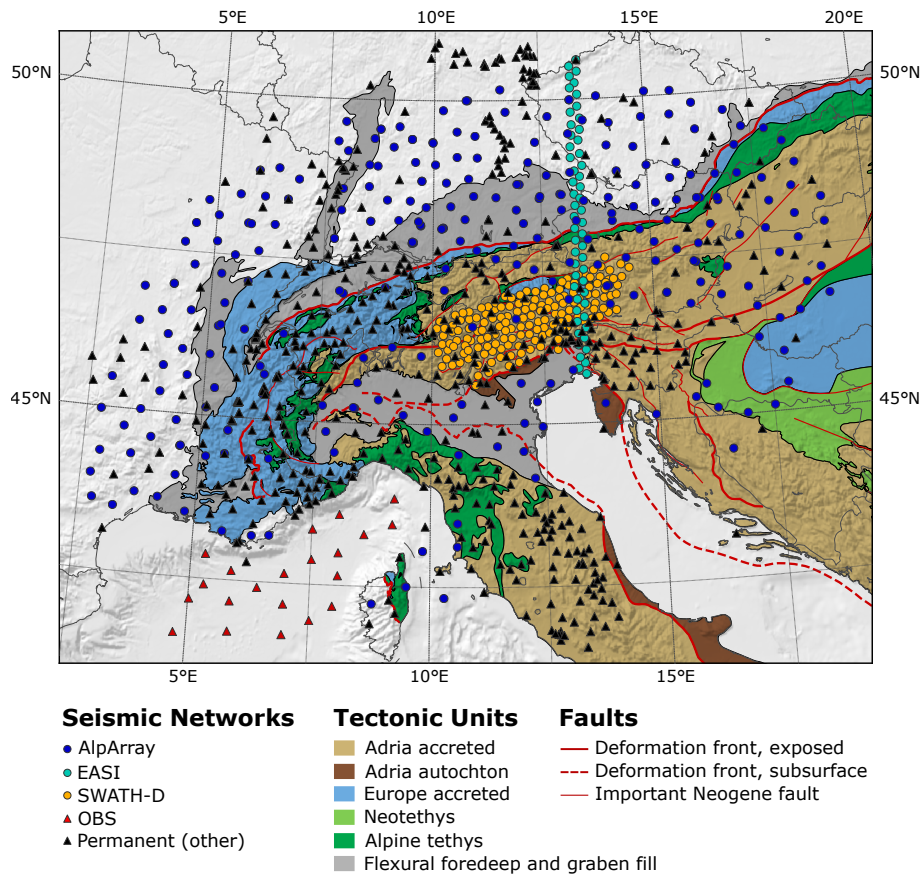 5°E 10°E 15°E 20°E
50°N 50°N
45°N 45°N
5°E 10°E 15°E
Seismic Networks Tectonic Units Faults
AlpArray Adria accreted Deformation front, exposed
EASI Adria autochton Deformation front, subsurface
SWATH-D Europe accreted Important Neogene fault
OBS Neotethys
Permanent (other) Alpine tethys
Flexural foredeep and graben fill